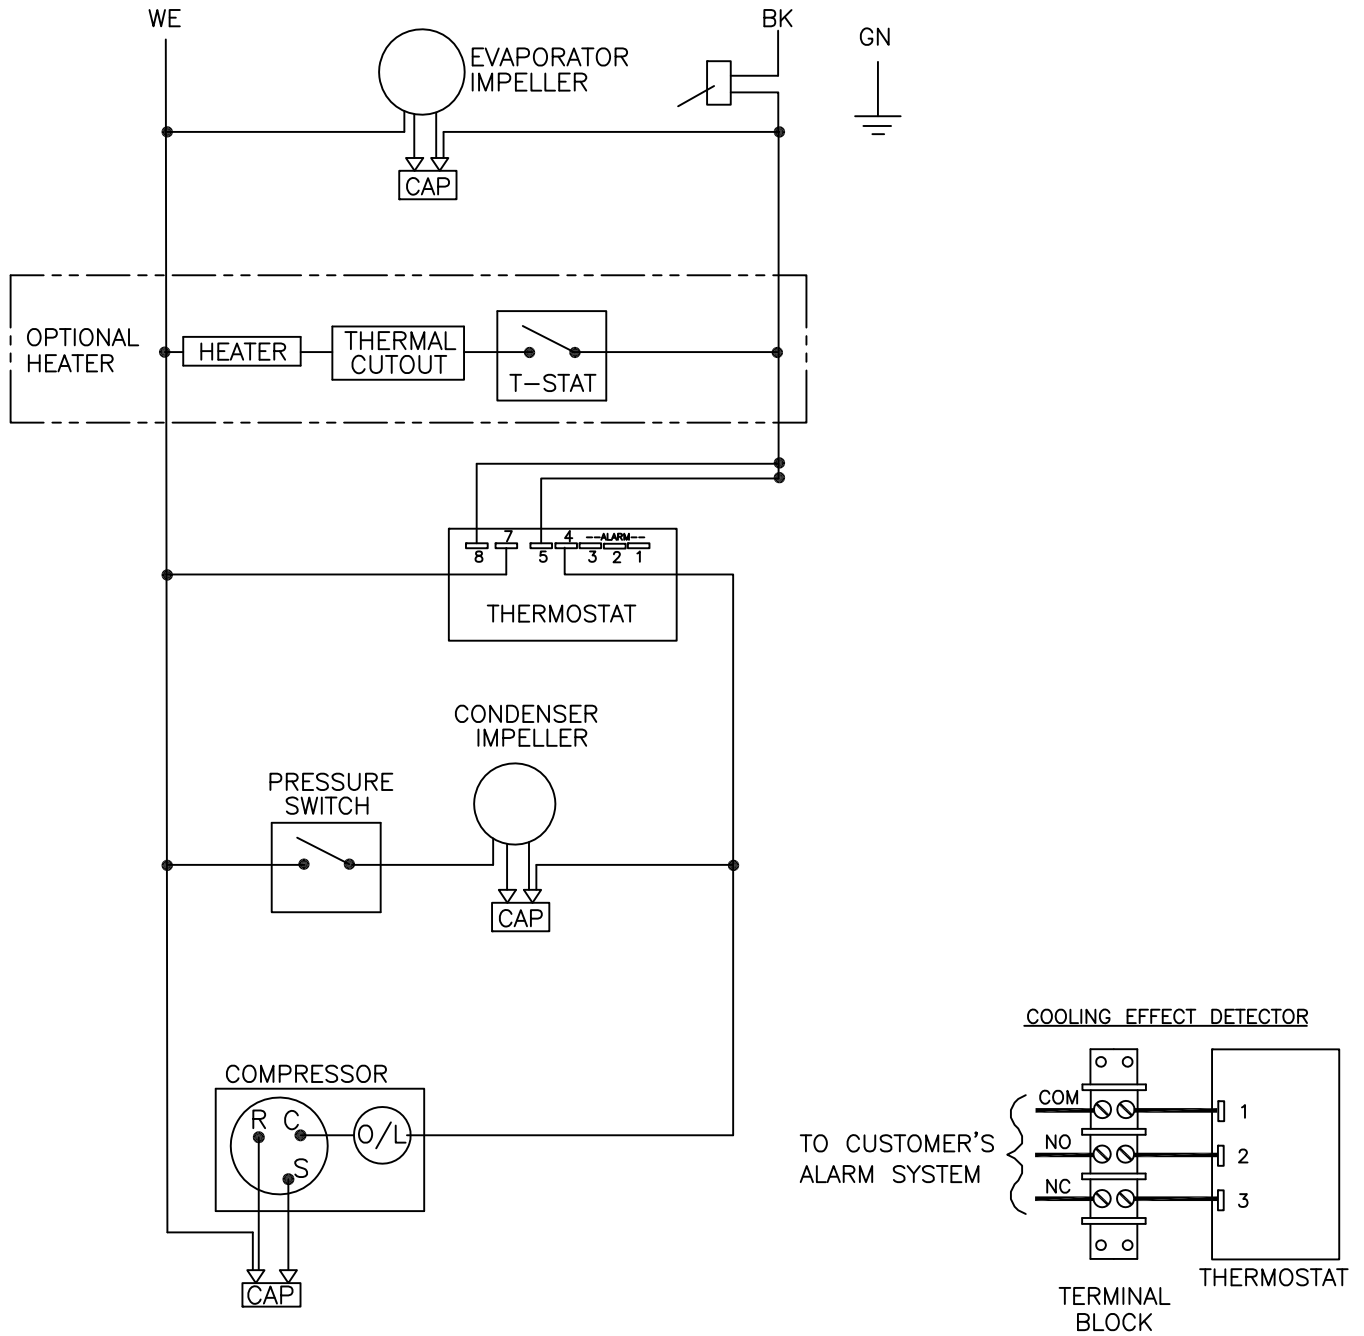 WE
BK
GN
EVAPORATOR
IMPELLER
CAP
OPTIONAL
HEATER
HEATER
THERMAL
CUTOUT
T-STAT
8
7
5
4
--ALARM--
3
2
1
THERMOSTAT
CONDENSER
IMPELLER
PRESSURE
SWITCH
CAP
COMPRESSOR
R
C
S
O/L
CAP
COOLING EFFECT DETECTOR
COM
NO
NC
1
2
3
TO CUSTOMER'S
ALARM SYSTEM
THERMOSTAT
TERMINAL
BLOCK